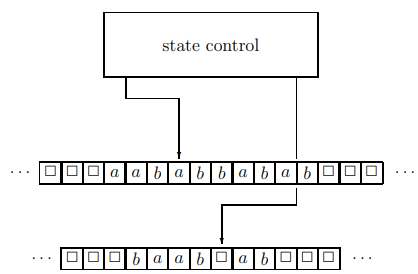 state control
··· □ □ □ a a b a b b a b a b □ □ □ ···
··· □ □ □ b a a b □ a b □ □ □ ···